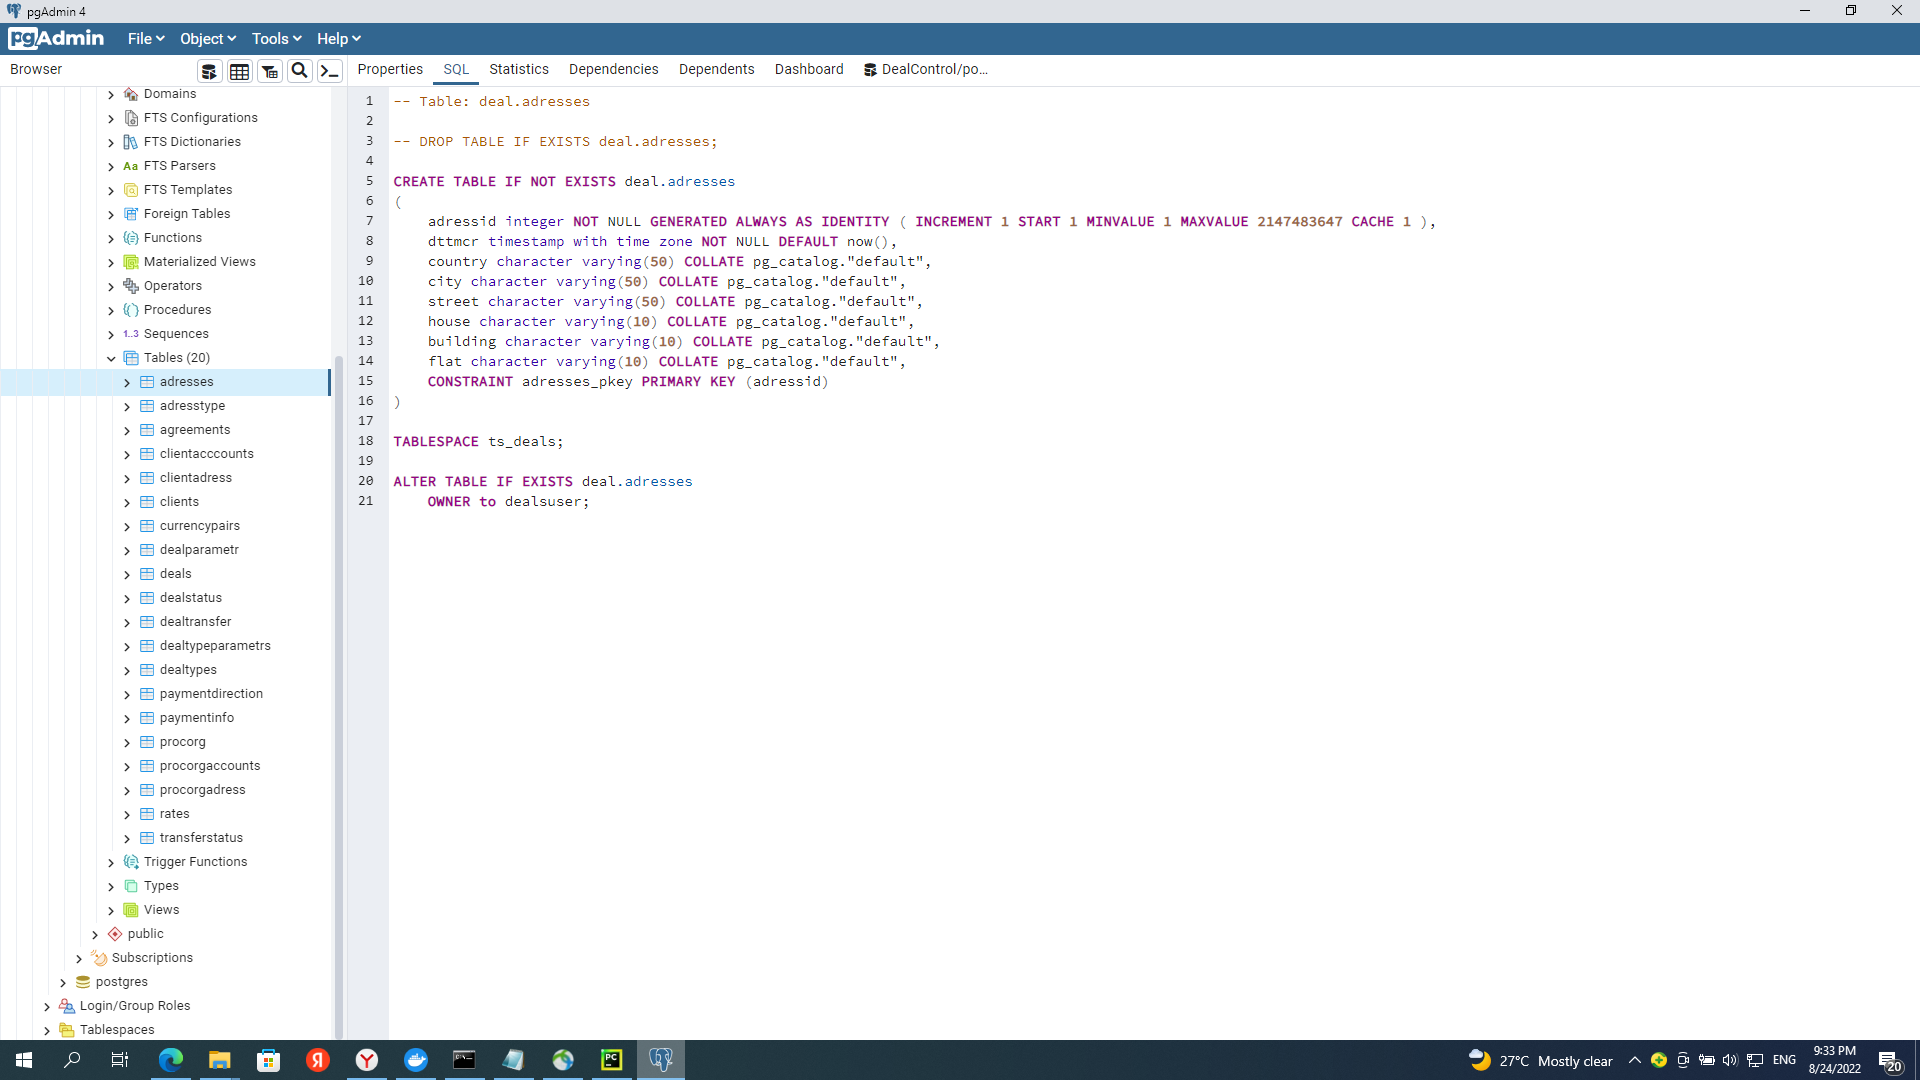 pgAdmin 4
pgAdmin File Object Tools Help
Browser
Properties SQL Statistics Dependencies Dependents Dashboard DealControl/po...
Domains
FTS Configurations
FTS Dictionaries
Aa FTS Parsers
FTS Templates
Foreign Tables
Functions
Materialized Views
Operators
Procedures
1..3 Sequences
Tables (20)
adresses
adresstype
agreements
clientacccounts
clientadress
clients
currencypairs
dealparametr
deals
dealstatus
dealtransfer
dealtypeparametrs
dealtypes
paymentdirection
paymentinfo
procorg
procorgaccounts
procorgadress
rates
transferstatus
Trigger Functions
Types
Views
public
Subscriptions
postgres
Login/Group Roles
Tablespaces
1 -- Table: deal.adresses
2
3 -- DROP TABLE IF EXISTS deal.adresses;
4
5 CREATE TABLE IF NOT EXISTS deal.adresses
6 (
7 adressid integer NOT NULL GENERATED ALWAYS AS IDENTITY ( INCREMENT 1 START 1 MINVALUE 1 MAXVALUE 2147483647 CACHE 1 ),
8 dttmcr timestamp with time zone NOT NULL DEFAULT now(),
9 country character varying(50) COLLATE pg_catalog."default",
10 city character varying(50) COLLATE pg_catalog."default",
11 street character varying(50) COLLATE pg_catalog."default",
12 house character varying(10) COLLATE pg_catalog."default",
13 building character varying(10) COLLATE pg_catalog."default",
14 flat character varying(10) COLLATE pg_catalog."default",
15 CONSTRAINT adresses_pkey PRIMARY KEY (adressid)
16 )
17
18 TABLESPACE ts_deals;
19
20 ALTER TABLE IF EXISTS deal.adresses
21 OWNER to dealsuser;
27°C Mostly clear ENG
9:33 PM
8/24/2022
20